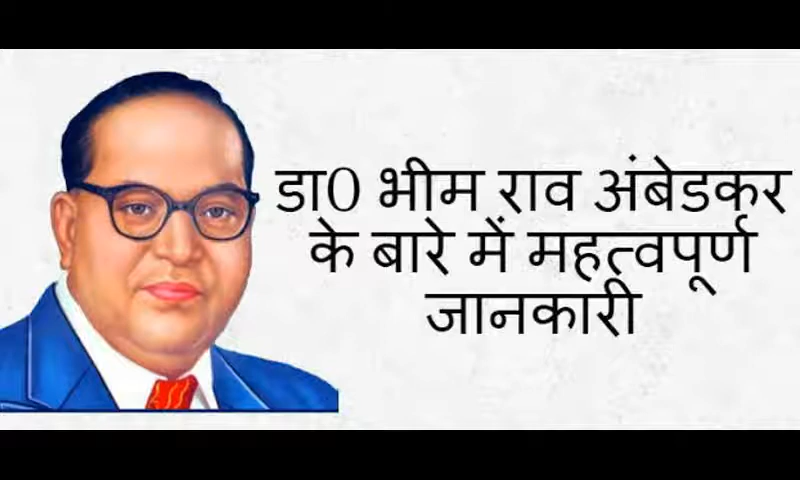 डा0 भीम राव अंबेडकर
के बारे में महत्वपूर्ण
जानकारी